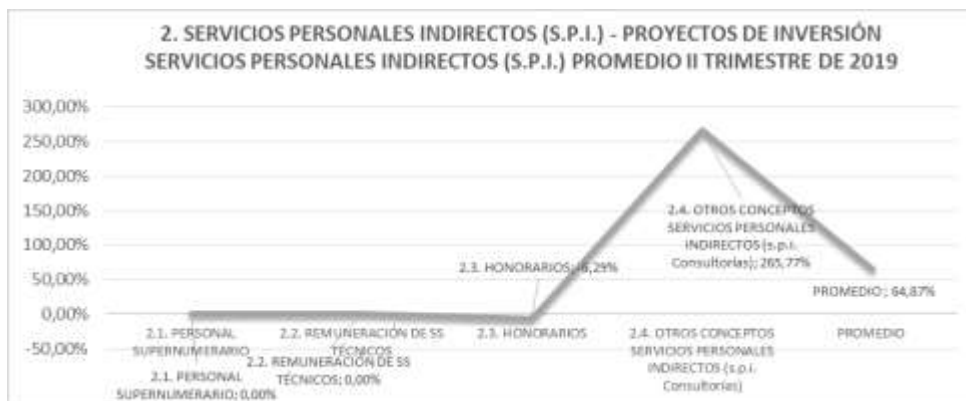 2. SERVICIOS PERSONALES INDIRECTOS (S.P.I.) - PROYECTOS DE INVERSIÓN
SERVICIOS PERSONALES INDIRECTOS (S.P.I.) PROMEDIO II TRIMESTRE DE 2019
300,00%
250,00%
200,00%
150,00%
100,00%
50,00%
0,00%
-50,00%
2.4. OTROS CONCEPTOS
SERVICIOS PERSONALES
INDIRECTOS (s.p.i.
Consultorías); 265,77%
2.3. HONORARIOS; -6,29%
PROMEDIO; 64,87%
2.1. PERSONAL
SUPERNUMERARIO
2.2. REMUNERACIÓN DE SS
TÉCNICOS
2.3. HONORARIOS
2.4. OTROS CONCEPTOS
SERVICIOS PERSONALES
INDIRECTOS (s.p.i.
Consultorías)
PROMEDIO
2.1. PERSONAL
SUPERNUMERARIO; 0,00%
2.2. REMUNERACIÓN DE SS
TÉCNICOS; 0,00%